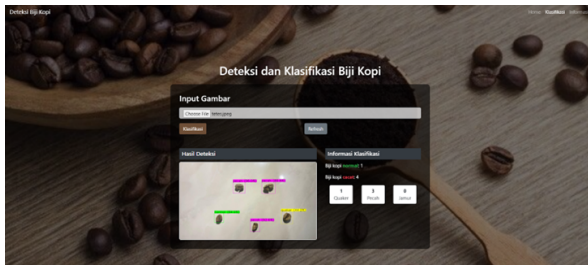 Deteksi Biji Kopi
Home Klasifikasi Informasi
Deteksi dan Klasifikasi Biji Kopi
Input Gambar
Choose File
Klasifikasi
Refresh
Hasil Deteksi
Informasi Klasifikasi
Biji kopi normal: 1
Biji kopi cacat: 4
1
3
0
Quaker
Pecah
Jamur